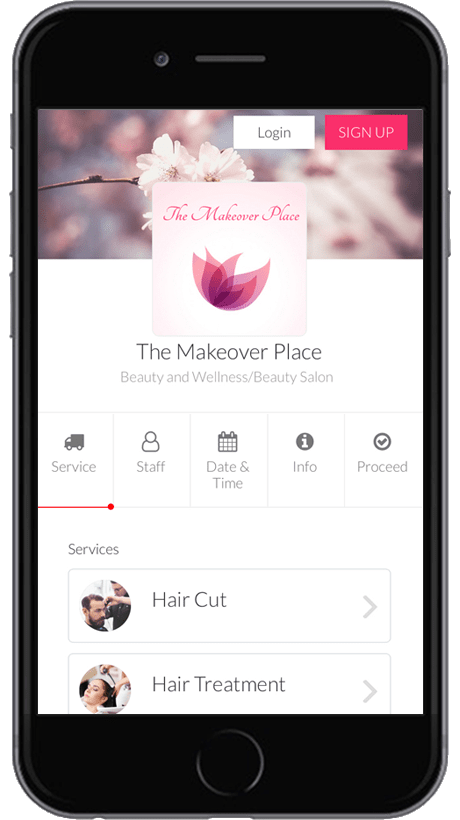 Login
SIGN UP
The Makeover Place
The Makeover Place
Beauty and Wellness/Beauty Salon
Service
Staff
Date &
Time
Info
Proceed
Services
Hair Cut
Hair Treatment